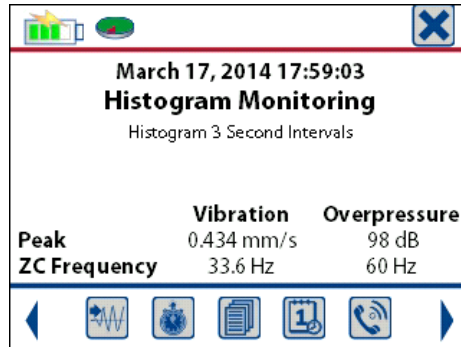 March 17, 2014 17:59:03
Histogram Monitoring
Histogram 3 Second Intervals
Vibration Overpressure
Peak 0.434 mm/s 98 dB
ZC Frequency 33.6 Hz 60 Hz
1